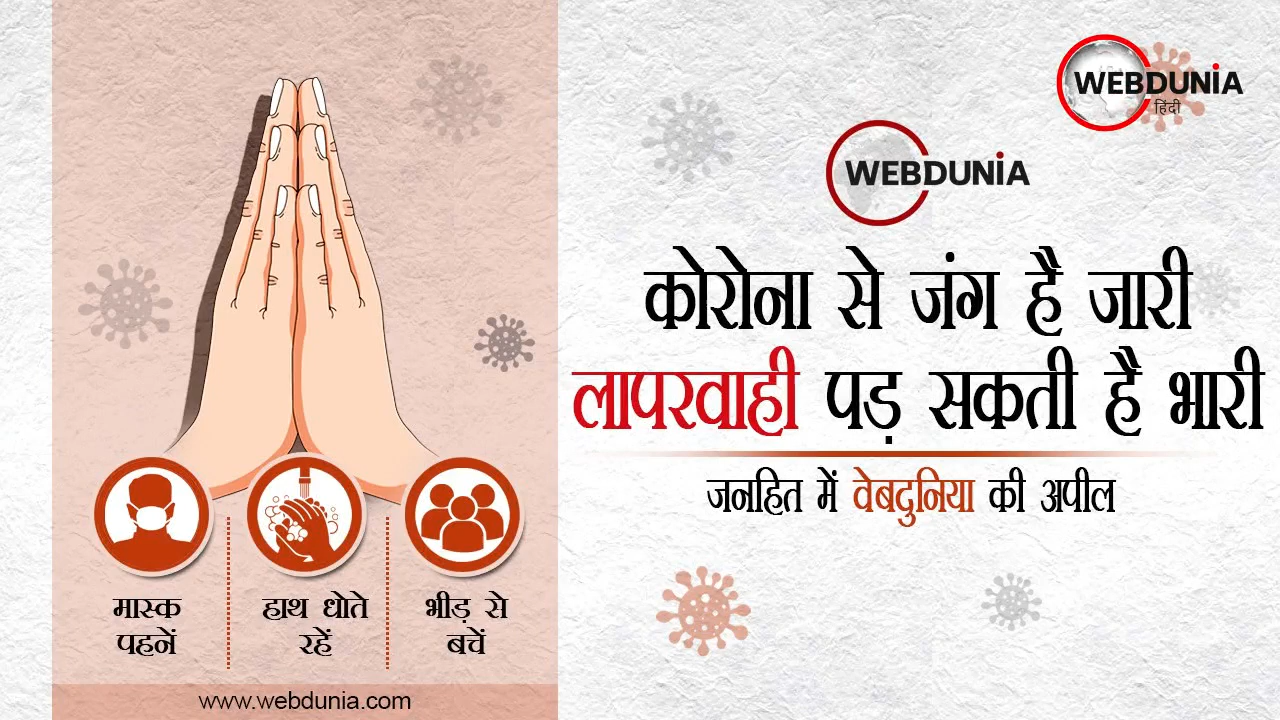 WEBDUNIA
हिंदी
WEBDUNIA
कोरोना से जंग है जारी
लापरवाही पड़ सकती है भारी
जनहित में वेबदुनिया की अपील
मास्क
पहनें
हाथ धोते
रहें
भीड़ से
बचें
www.webdunia.com